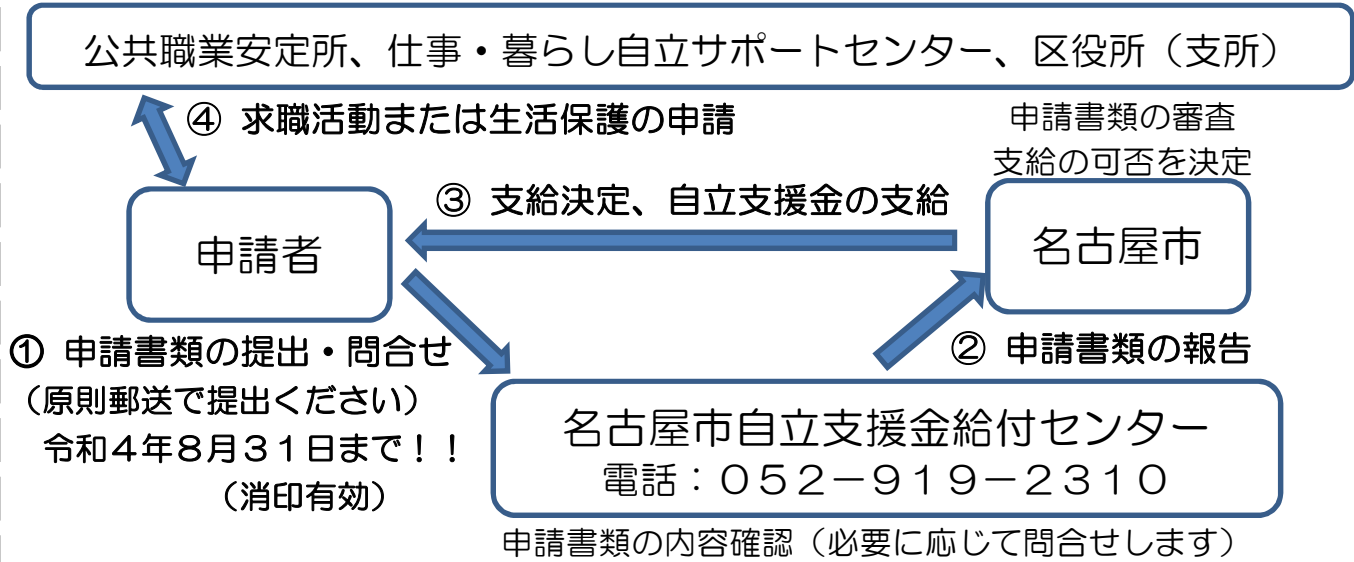 公共職業安定所、仕事・暮らし自立サポートセンター、区役所（支所）
④ 求職活動または生活保護の申請
申請書類の審査
支給の可否を決定
③ 支給決定、自立支援金の支給
申請者
名古屋市
① 申請書類の提出・問合せ
（原則郵送で提出ください）
令和４年８月３１日まで！！
（消印有効）
② 申請書類の報告
名古屋市自立支援金給付センター
電話：０５２－９１９－２３１０
申請書類の内容確認（必要に応じて問合せします）